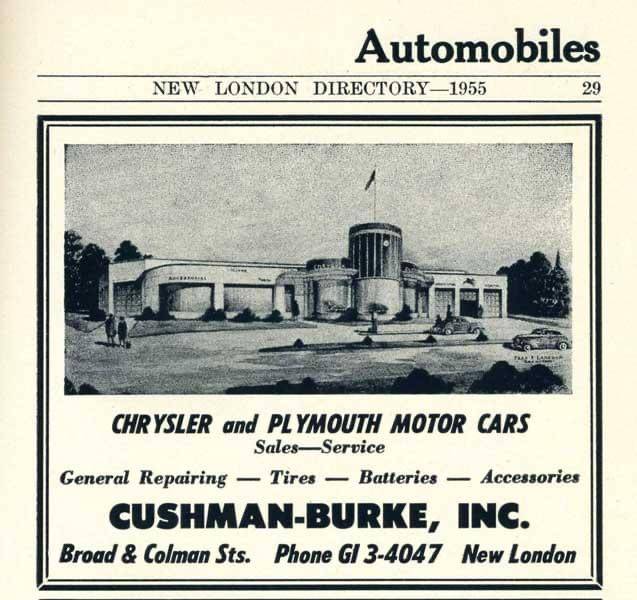 Automobiles
NEW LONDON DIRECTORY—1955 29
CHRYSLER and PLYMOUTH MOTOR CARS
Sales—Service
General Repairing — Tires — Batteries — Accessories
CUSHMAN-BURKE, INC.
Broad & Colman Sts. Phone GI 3-4047 New London